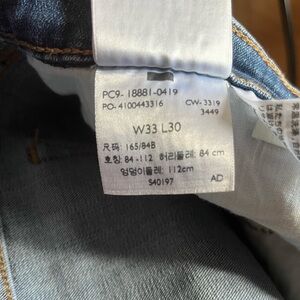 PC9- 18881-0419
PO- 4100443316 CW- 3319
3449
W33 L30
尺码: 165/84B
호칭: 84 -112 허리둘레: 84 cm
엉덩이둘레: 112cm
S40197 AD